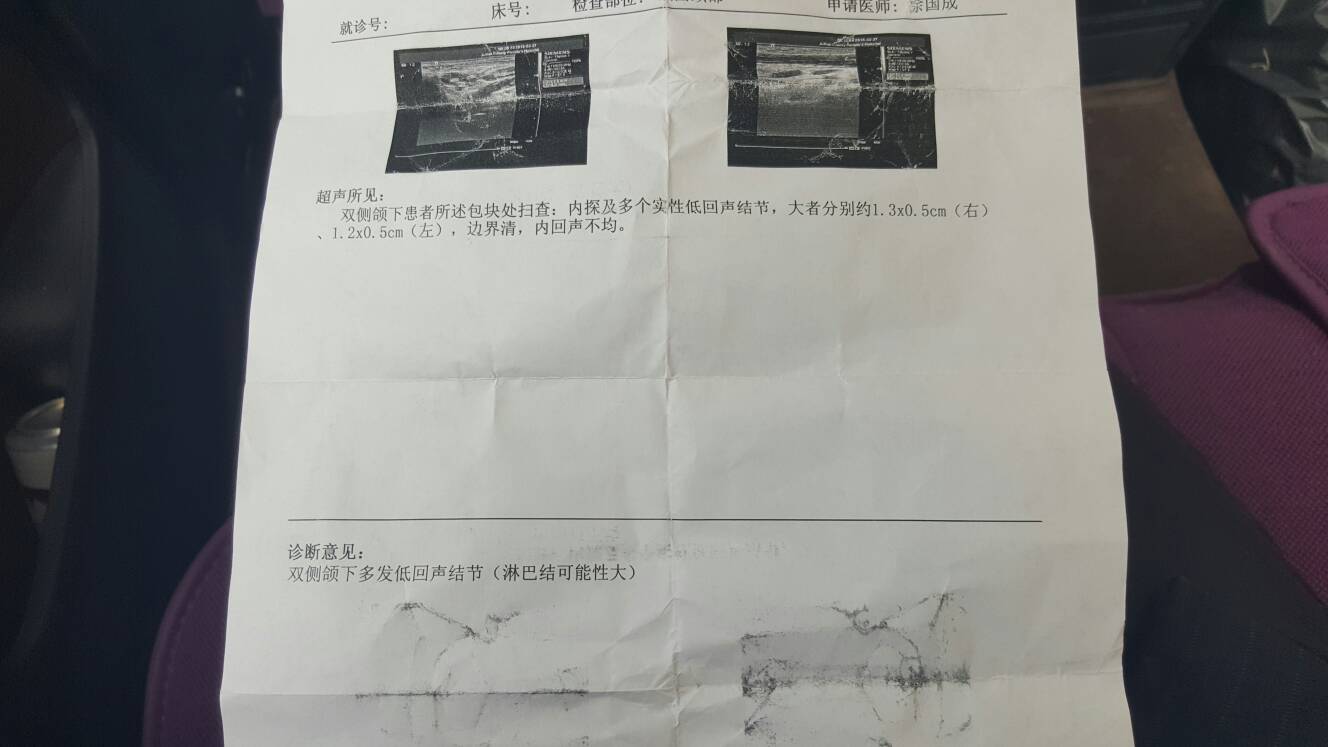 就诊号:
床号:
检查部位:
申请医师:
SIEMENS
SIEMENS
超声所见:
双侧颌下患者所述包块处扫查: 内探及多个实性低回声结节, 大者分别约1.3x0.5cm (右)
、1.2x0.5cm (左), 边界清, 内回声不均。
诊断意见:
双侧颌下多发低回声结节 (淋巴结可能性大)